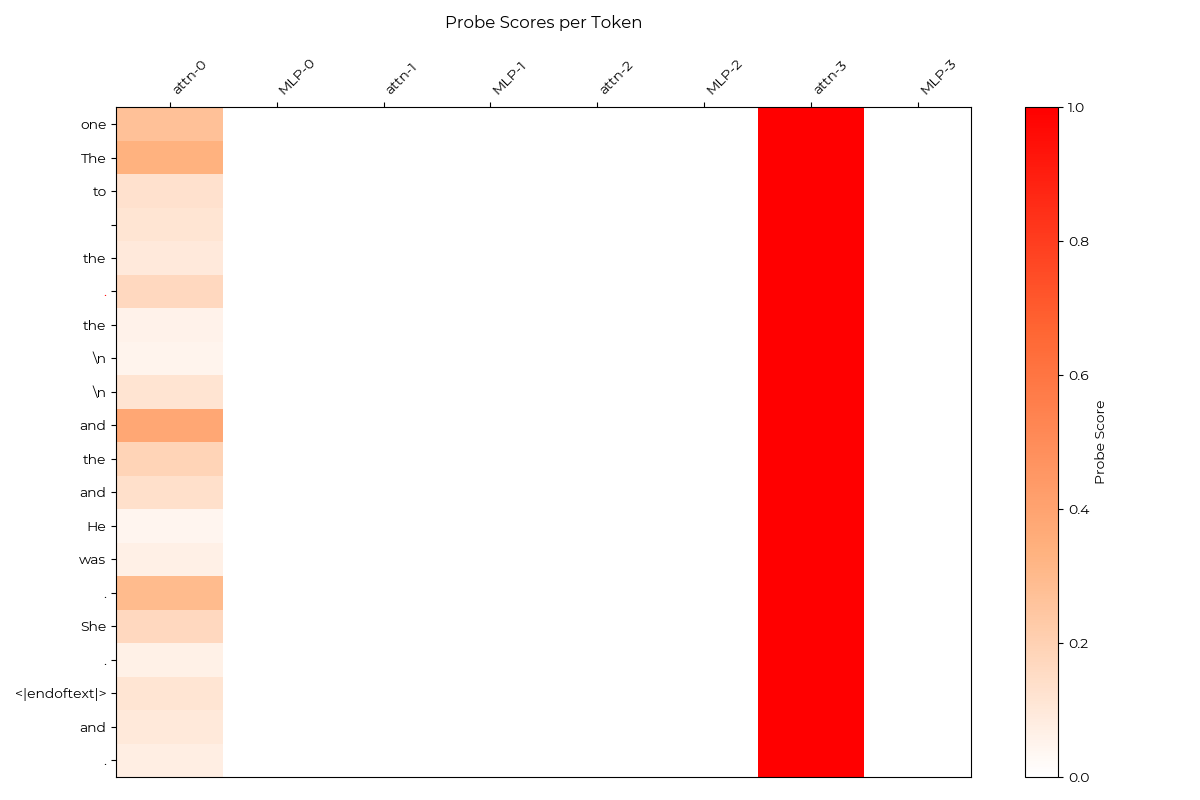 Probe Scores per Token
attn-0 MLP-0 attn-1 MLP-1 attn-2 MLP-2 attn-3 MLP-3
one
The
to
the
.
the
\n
\n
and
the
and
He
was
.
She
.
<|endoftext|>
and
.
1.0
0.8
0.6
0.4
0.2
0.0
Probe Score